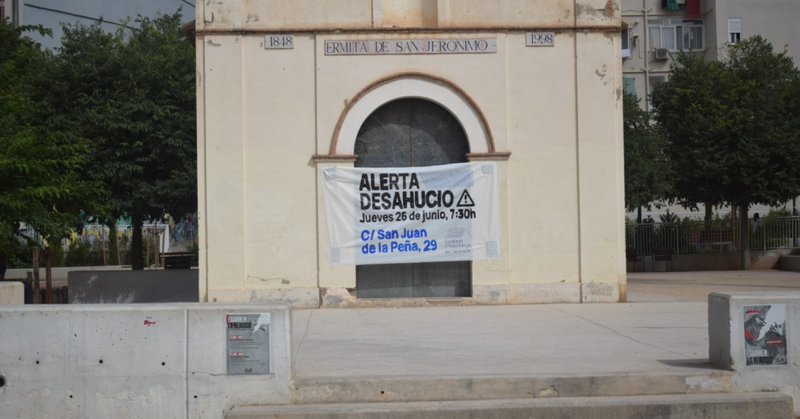 1848
ERMITA DE SAN JERONIMO
1998
ALERTA
DESAHUCIO
Jueves 26 de junio, 7:30h
C/ San Juan
de la Peña, 29